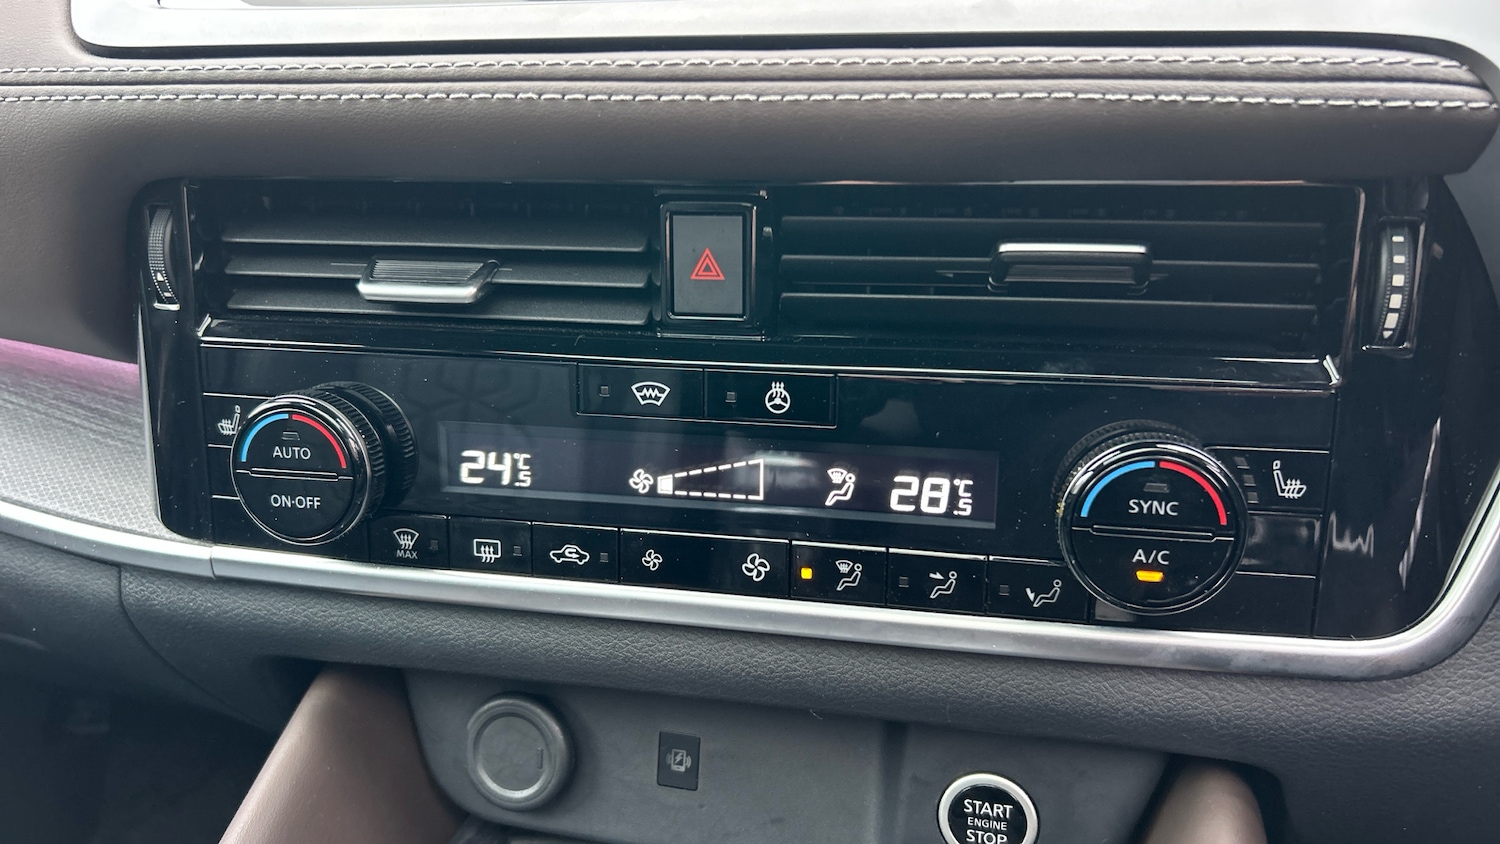 AUTO
ON·OFF
24.5°C
28.5°C
SYNC
A/C
MAX
START
ENGINE
STOP